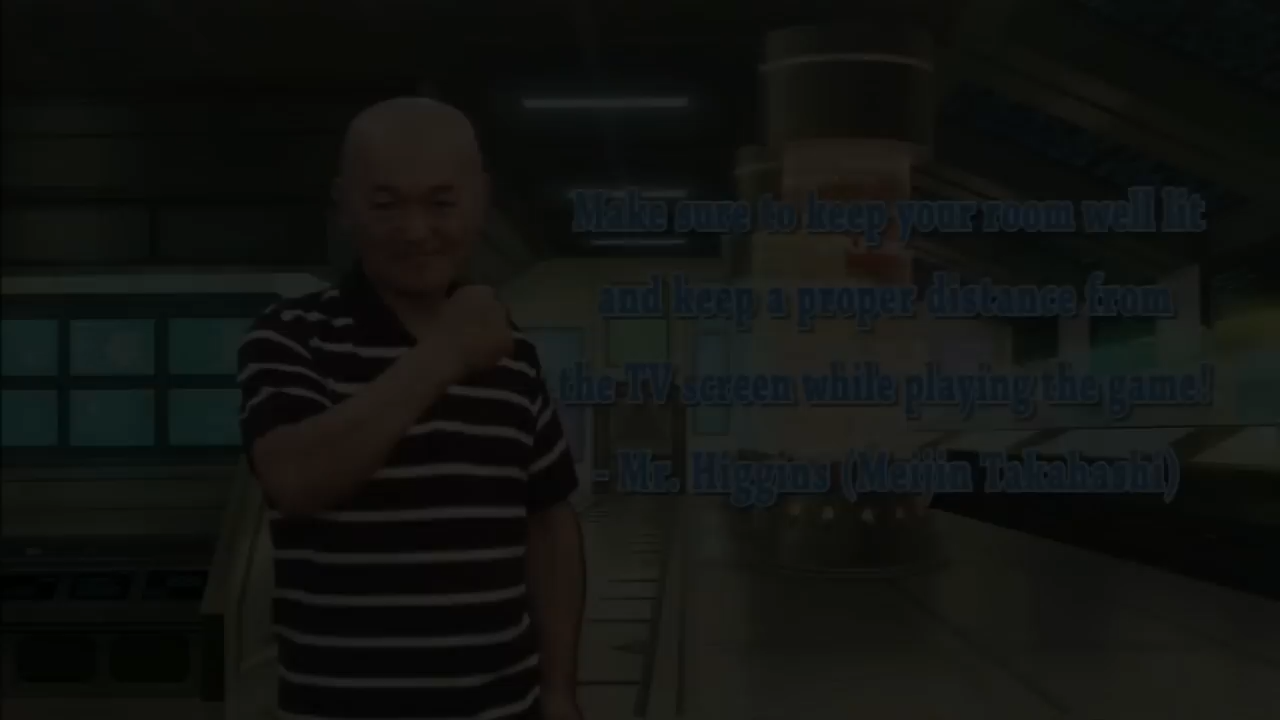 Make sure to keep your room well lit
and keep a proper distance from
the TV screen while playing the game!
- Mr. Higgins (Meijin Takahashi)